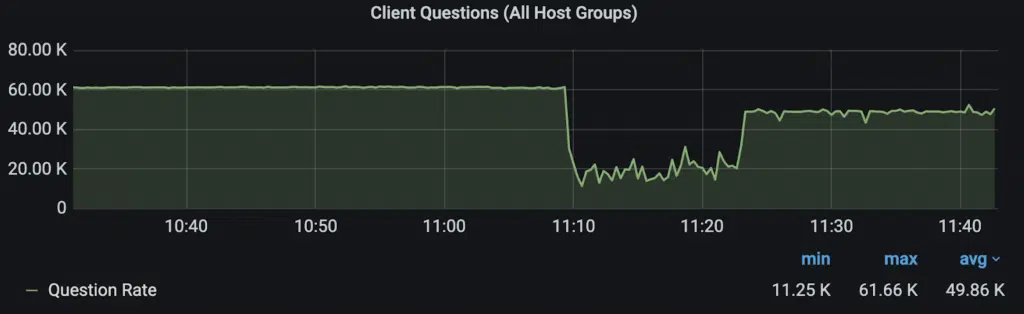 Client Questions (All Host Groups)
80.00 K
60.00 K
40.00 K
20.00 K
0
10:40 10:50 11:00 11:10 11:20 11:30 11:40
min max avg
Question Rate 11.25 K 61.66 K 49.86 K